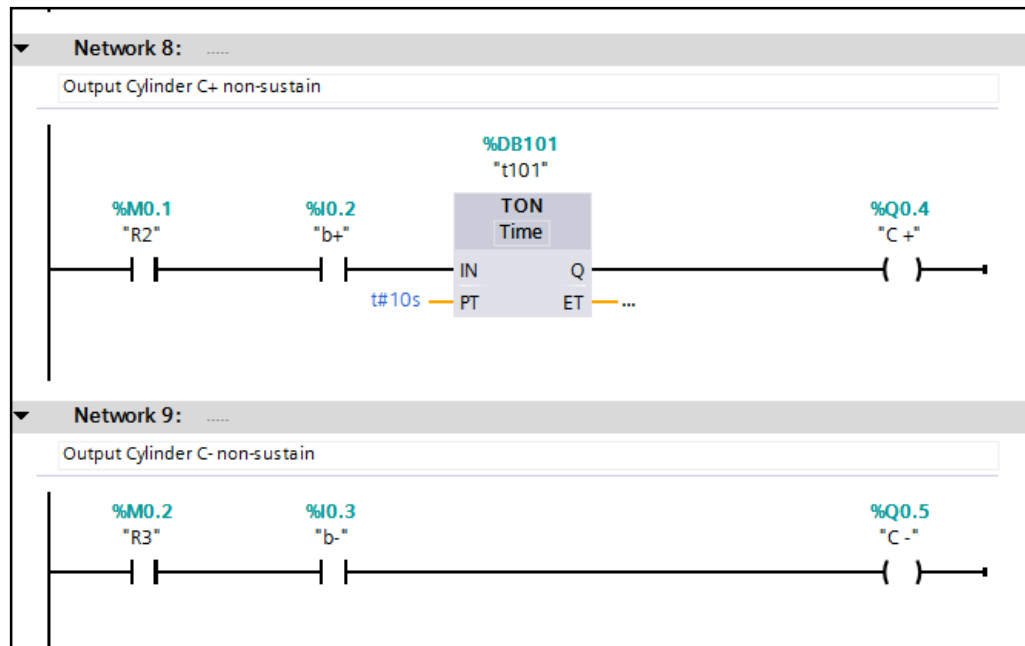 Network 8: .....
Output Cylinder C+ non-sustain
%DB101
"t101"
%M0.1 %I0.2 TON %Q0.4
"R2" "b+" Time "C +"
IN Q
t#10s PT ET ...
Network 9: .....
Output Cylinder C- non-sustain
%M0.2 %I0.3 %Q0.5
"R3" "b-" "C -"